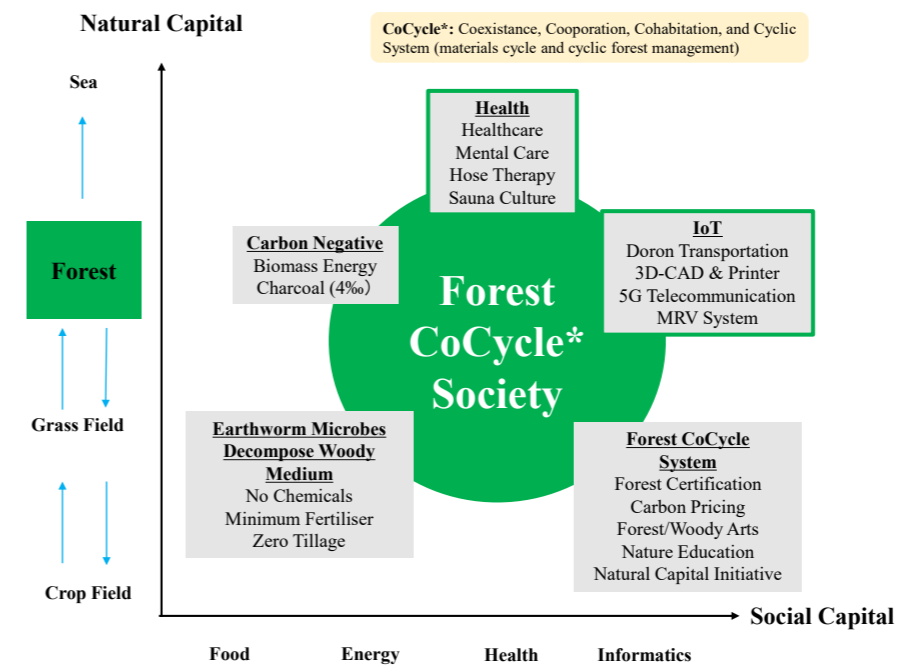 Natural Capital
CoCycle*: Coexistance, Cooporation, Cohabitation, and Cyclic
System (materials cycle and cyclic forest management)
Sea
Forest
Grass Field
Crop Field
Health
Healthcare
Mental Care
Hose Therapy
Sauna Culture
Carbon Negative
Biomass Energy
Charcoal (4‰)
IoT
Doron Transportation
3D-CAD & Printer
5G Telecommunication
MRV System
Forest
CoCycle*
Society
Earthworm Microbes
Decompose Woody
Medium
No Chemicals
Minimum Fertiliser
Zero Tillage
Forest CoCycle
System
Forest Certification
Carbon Pricing
Forest/Woody Arts
Nature Education
Natural Capital Initiative
Social Capital
Food
Energy
Health
Informatics